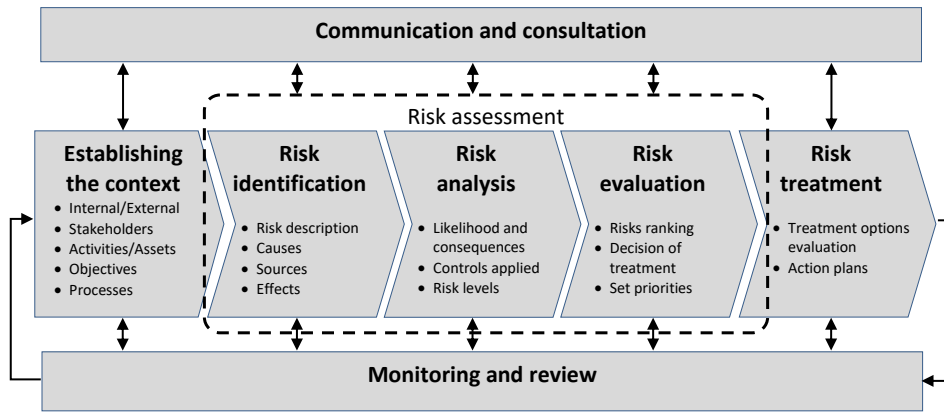 Communication and consultation
Risk assessment
Establishing
the context
• Internal/External
• Stakeholders
• Activities/Assets
• Objectives
• Processes
Risk
identification
• Risk description
• Causes
• Sources
• Effects
Risk
analysis
• Likelihood and
consequences
• Controls applied
• Risk levels
Risk
evaluation
• Risks ranking
• Decision of
treatment
• Set priorities
Risk
treatment
• Treatment options
evaluation
• Action plans
Monitoring and review